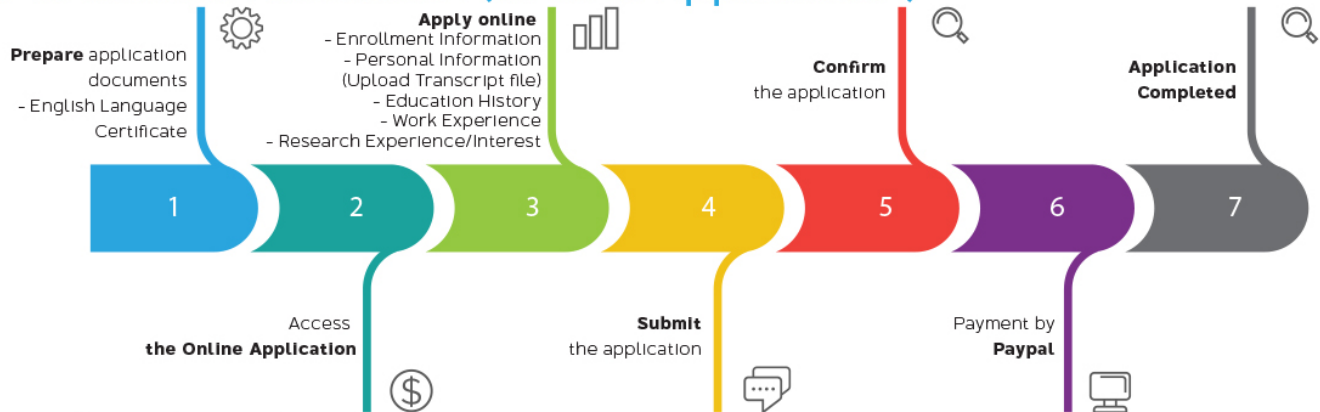 Prepare application
documents
- English Language
Certificate
Apply online
- Enrollment Information
- Personal Information
(Upload Transcript file)
- Education History
- Work Experience
- Research Experience/Interest
Confirm
the application
Application
Completed
1
2
3
4
5
6
7
Access
the Online Application
$
Submit
the application
Payment by
Paypal